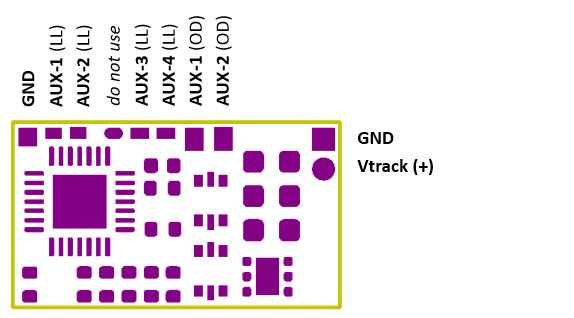 GND
AUX-1 (LL)
AUX-2 (LL)
do not use
AUX-3 (LL)
AUX-4 (LL)
AUX-1 (OD)
AUX-2 (OD)
GND
Vtrack (+)